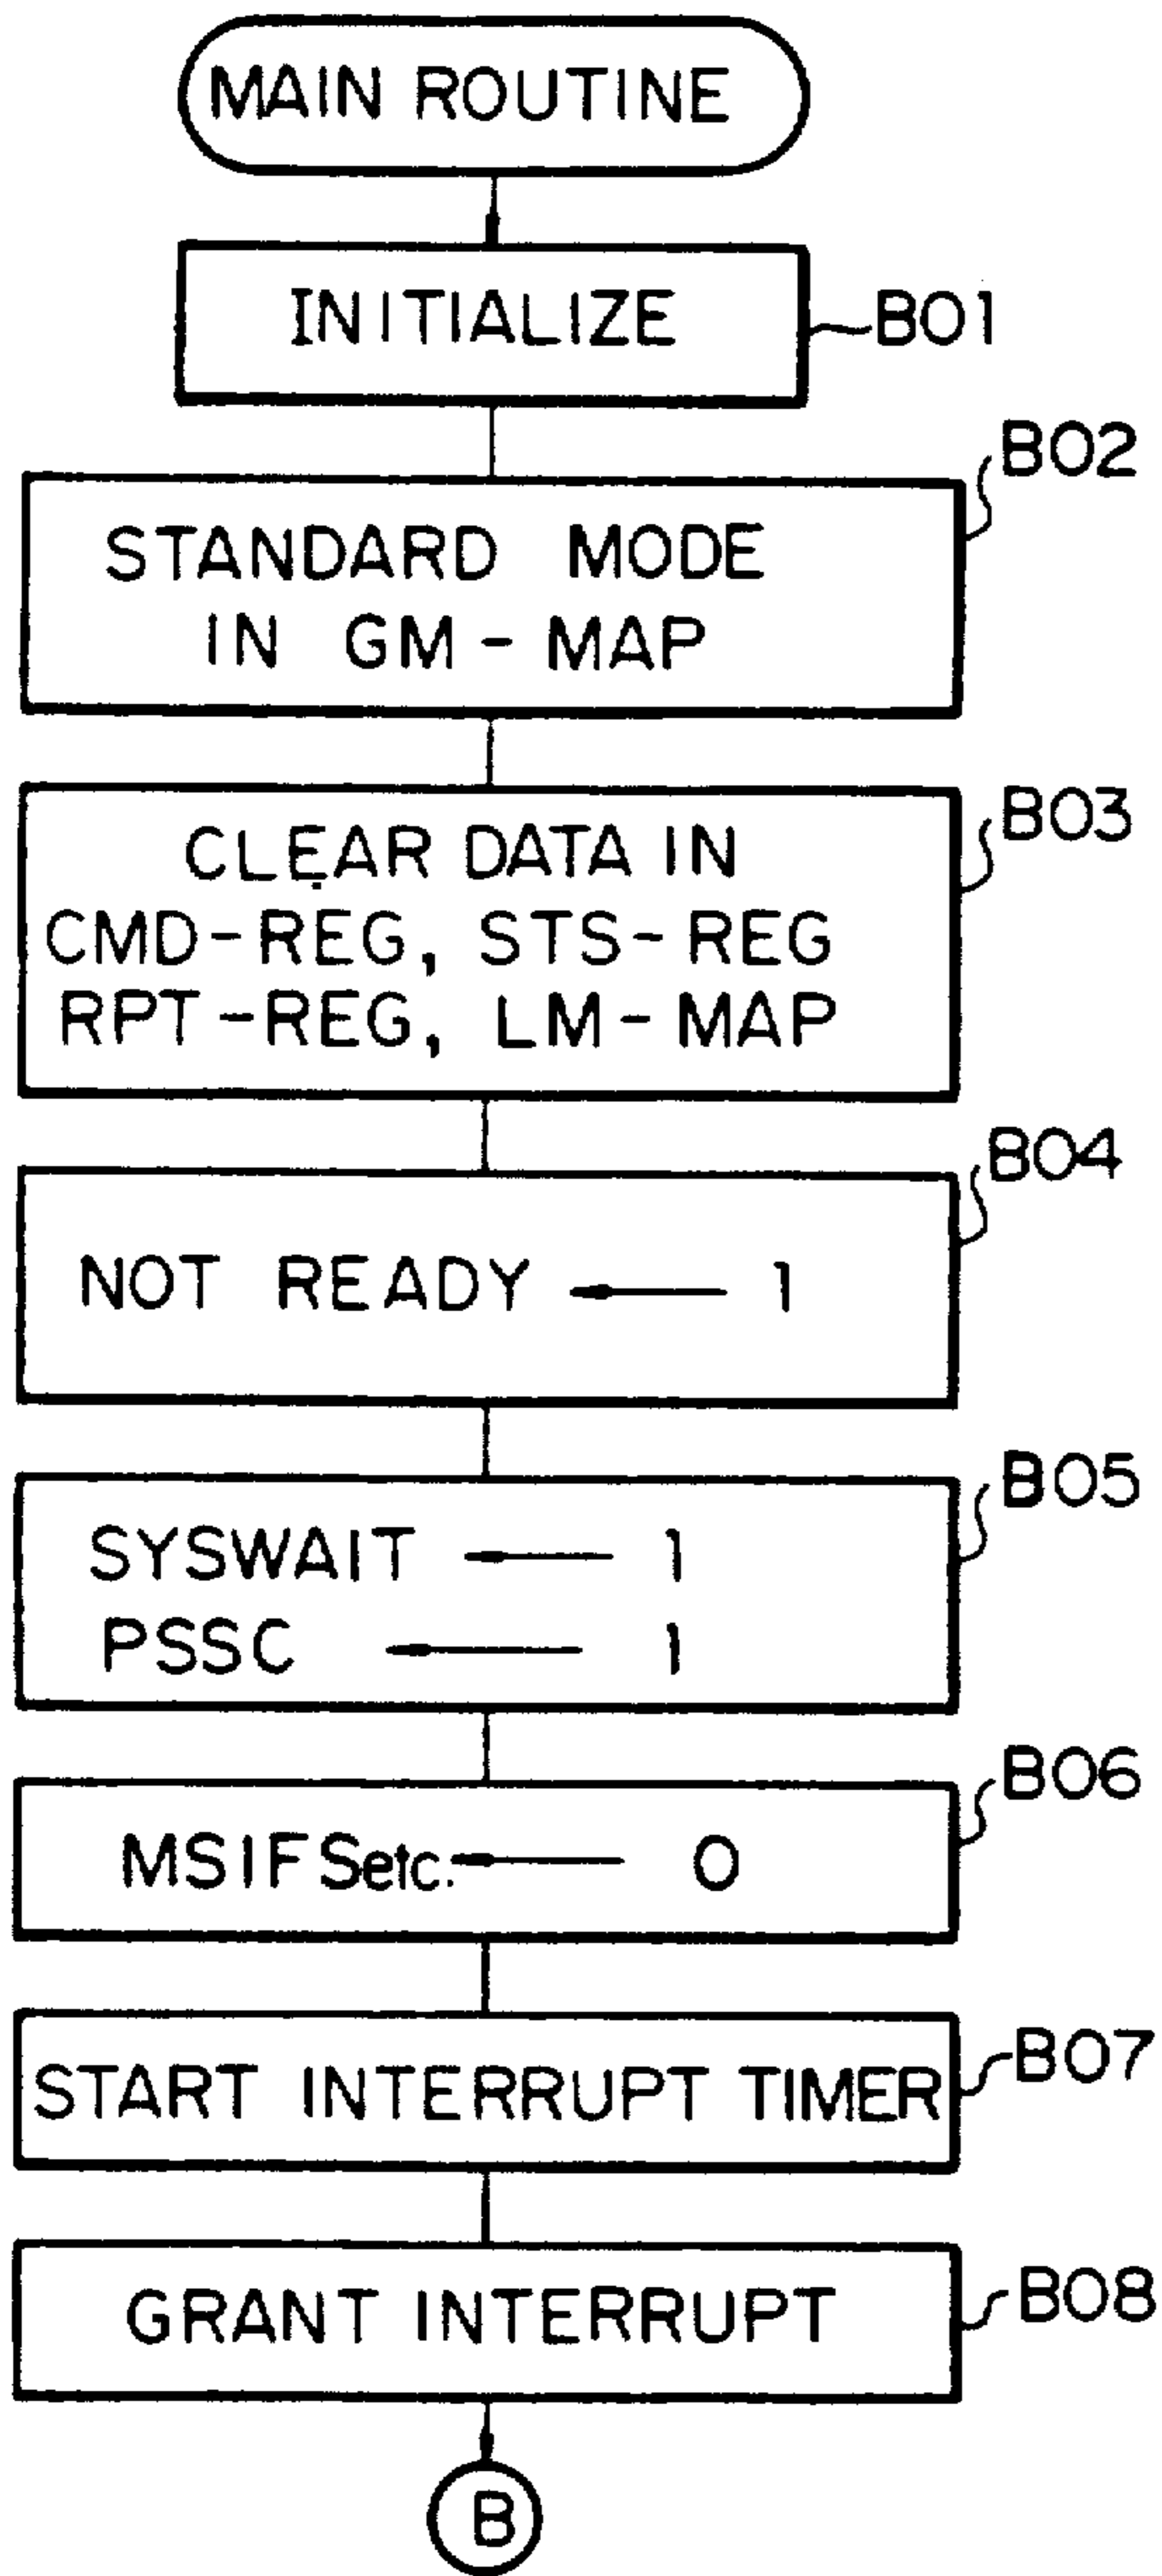 MAIN ROUTINE
INITIALIZE
B01
B02
STANDARD MODE
IN GM - MAP
B03
CLEAR DATA IN
CMD-REG, STS-REG
RPT-REG, LM-MAP
B04
NOT READY ← 1
B05
SYSWAIT ← 1
PSSC ← 1
B06
MSIFSetc. ← 0
START INTERRUPT TIMER
B07
GRANT INTERRUPT
B08
B